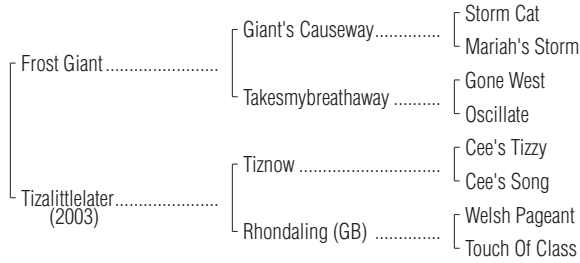 Storm Cat
Giant's Causeway..............
Mariah's Storm
Frost Giant........................
Gone West
Takesmybreathaway ..........
Oscillate
Cee's Tizzy
Tiznow .............................
Cee's Song
Tizalittlelater......................
(2003)
Welsh Pageant
Rhondaling (GB) ..............
Touch Of Class